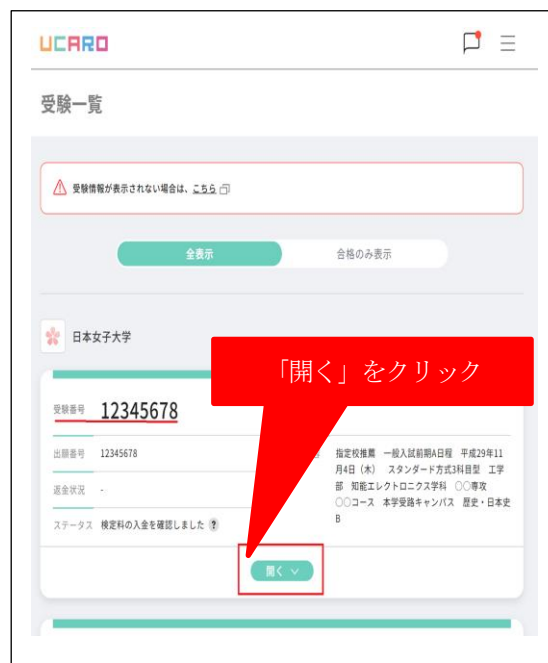 UCARO
受験一覧
受験情報が表示されない場合は、こちら
全表示
合格のみ表示
日本女子大学
「開く」をクリック
受験番号 12345678
出願番号 12345678
指定校推薦 一般入試前期A日程 平成29年11
月4日（木） スタンダード方式3科目型 工学
部 知能エレクトロニクス学科 ○○専攻
○○コース 本学受路キャンパス 歴史・日本史
B
返金状況 -
ステータス 検定料の入金を確認しました ?
開く